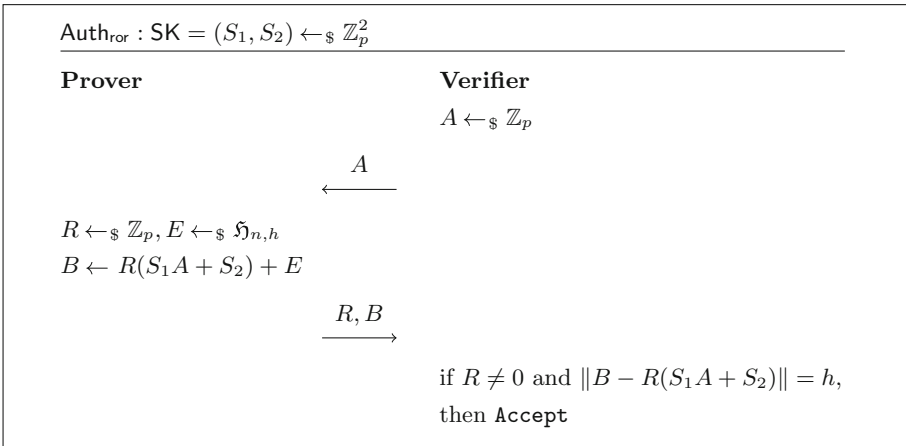 Auth_ror : SK = (S_1, S_2) ←_$ ℤ_p^2
Prover Verifier
A ←_$ ℤ_p
A
R ←_$ ℤ_p, E ←_$ ℌ_{n,h}
B ← R(S_1A + S_2) + E
R, B
if R ≠ 0 and ‖B − R(S_1A + S_2)‖ = h,
then Accept